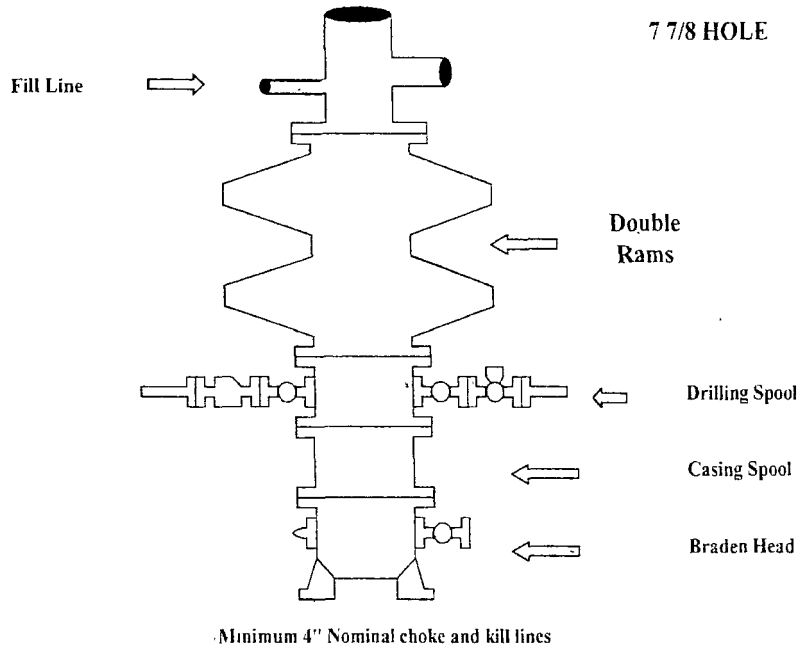 7 7/8 HOLE
Fill Line
Double
Rams
Drilling Spool
Casing Spool
Braden Head
Minimum 4" Nominal choke and kill lines